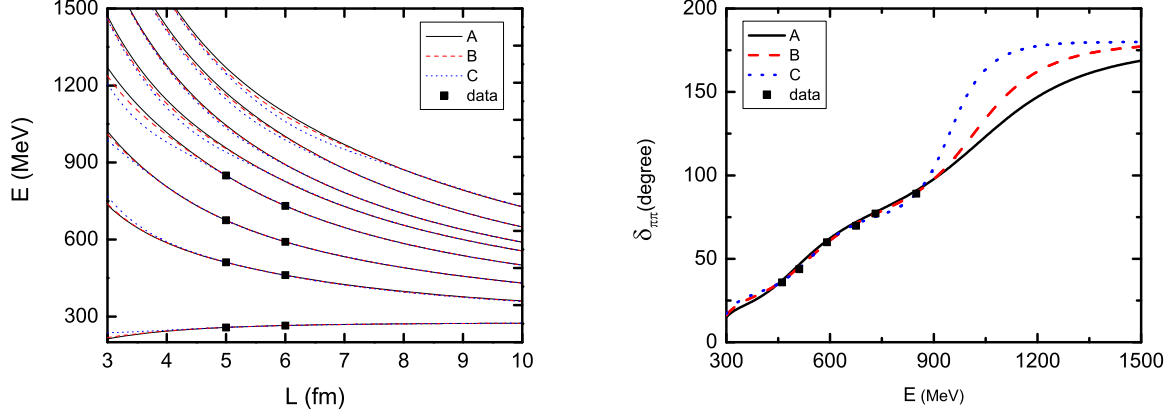 1500
1200
900
600
300
E (MeV)
3 4 5 6 7 8 9 10
L (fm)
A
B
C
data
200
150
100
50
0
δππ(degree)
300 600 900 1200 1500
E (MeV)
A
B
C
data